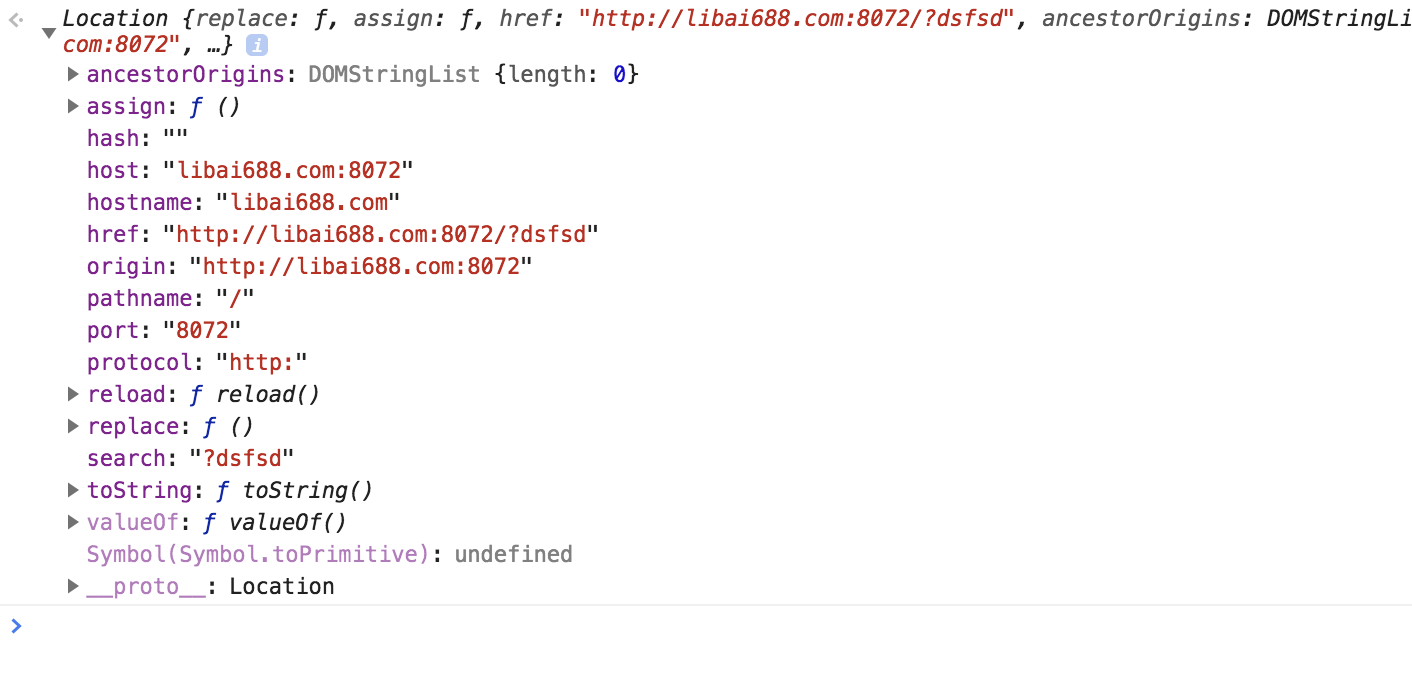 Location {replace: ƒ, assign: ƒ, href: "http://libai688.com:8072/?dsfsd", ancestorOrigins: DOMStringLi
com:8072", …} i
ancestorOrigins: DOMStringList {length: 0}
assign: ƒ ()
hash: ""
host: "libai688.com:8072"
hostname: "libai688.com"
href: "http://libai688.com:8072/?dsfsd"
origin: "http://libai688.com:8072"
pathname: "/"
port: "8072"
protocol: "http:"
reload: ƒ reload()
replace: ƒ ()
search: "?dsfsd"
toString: ƒ toString()
valueOf: ƒ valueOf()
Symbol(Symbol.toPrimitive): undefined
__proto__: Location